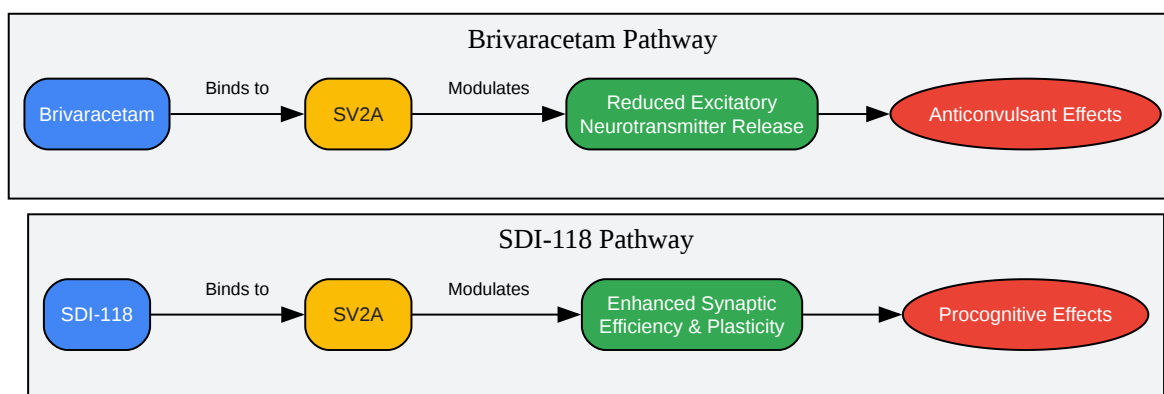 Brivaracetam Pathway
Binds to
Modulates
Brivaracetam
SV2A
Reduced Excitatory
Neurotransmitter Release
Anticonvulsant Effects
SDI-118 Pathway
Binds to
Modulates
SDI-118
SV2A
Enhanced Synaptic
Efficiency & Plasticity
Procognitive Effects